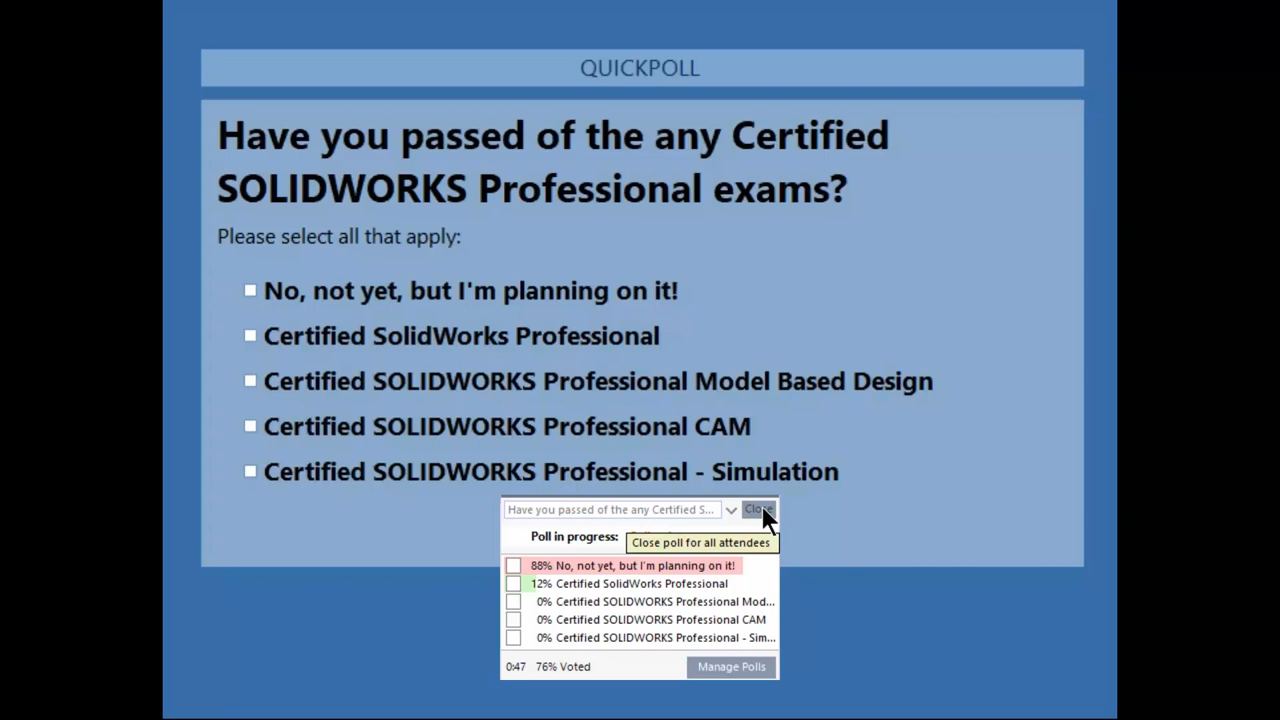 QUICKPOLL
Have you passed of the any Certified
SOLIDWORKS Professional exams?
Please select all that apply:
No, not yet, but I'm planning on it!
Certified SolidWorks Professional
Certified SOLIDWORKS Professional Model Based Design
Certified SOLIDWORKS Professional CAM
Certified SOLIDWORKS Professional - Simulation
Have you passed of the any Certified S... Close
Poll in progress:
Close poll for all attendees
88% No, not yet, but I'm planning on it!
12% Certified SolidWorks Professional
0% Certified SOLIDWORKS Professional Mod...
0% Certified SOLIDWORKS Professional CAM
0% Certified SOLIDWORKS Professional - Sim...
0:47 76% Voted Manage Polls